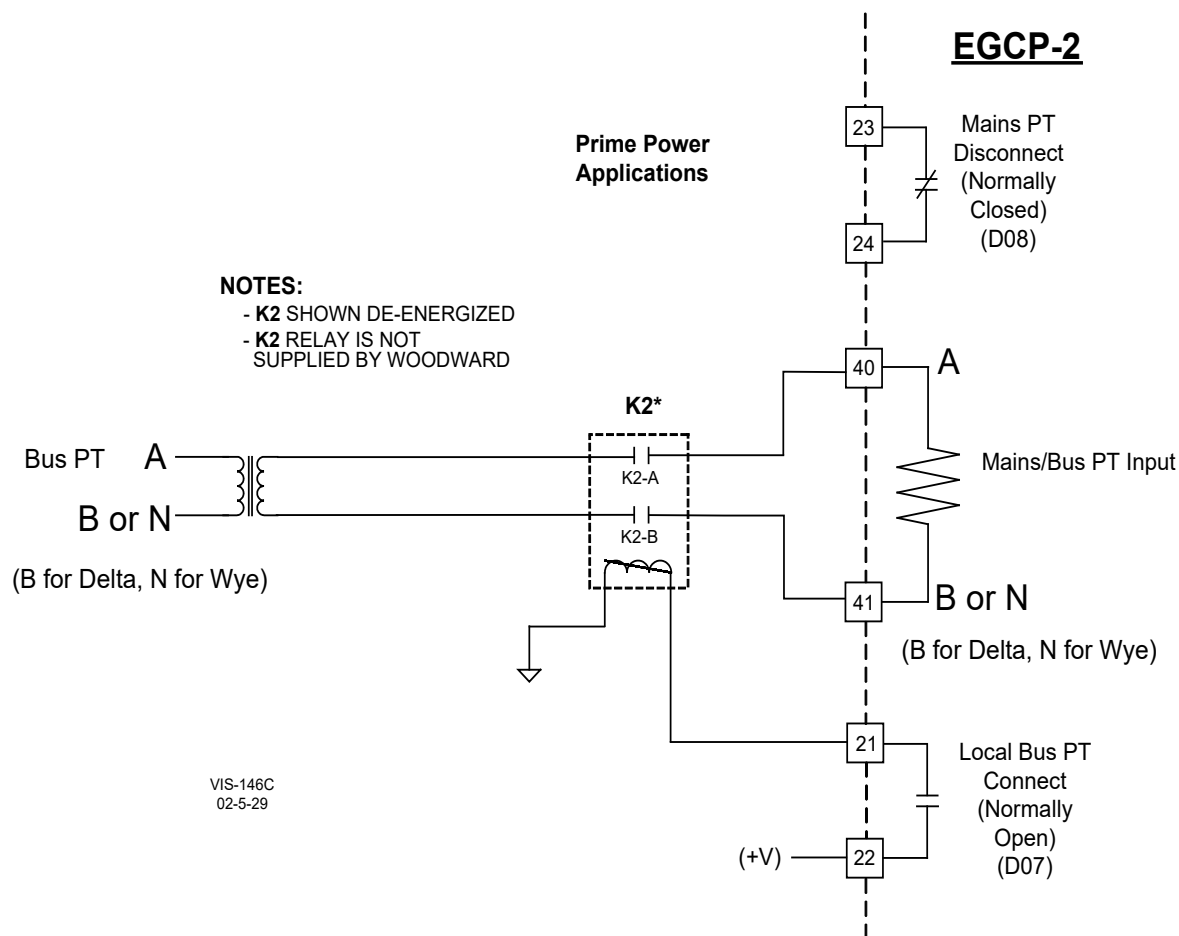 EGCP-2
Prime Power
Applications
23
Mains PT
Disconnect
(Normally
Closed)
(D08)
24
NOTES:
- K2 SHOWN DE-ENERGIZED
- K2 RELAY IS NOT
SUPPLIED BY WOODWARD
40
A
K2*
Bus PT
A
K2-A
Mains/Bus PT Input
B or N
K2-B
(B for Delta, N for Wye)
41
B or N
(B for Delta, N for Wye)
21
Local Bus PT
Connect
(Normally
Open)
(D07)
VIS-146C
02-5-29
(+V)
22